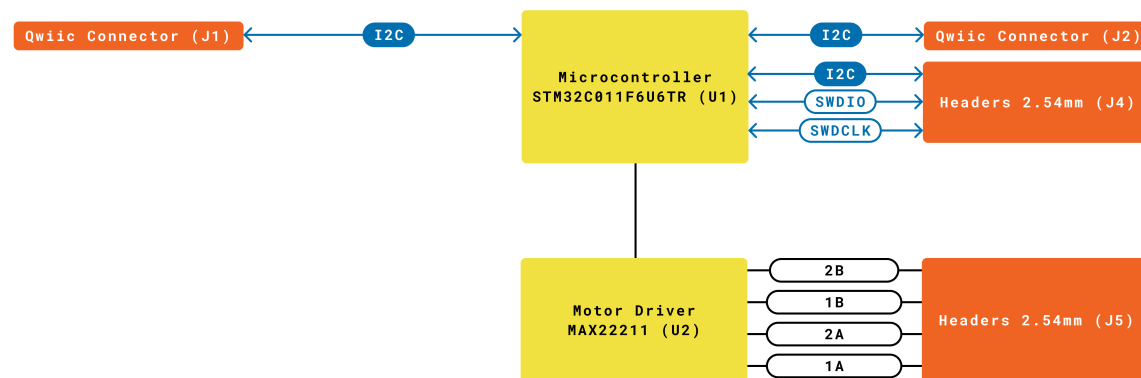 Qwiic Connector (J1)
I2C
Microcontroller
STM32C011F6U6TR (U1)
I2C
Qwiic Connector (J2)
I2C
SWDIO
SWDCLK
Headers 2.54mm (J4)
Motor Driver
MAX22211 (U2)
2B
1B
2A
1A
Headers 2.54mm (J5)